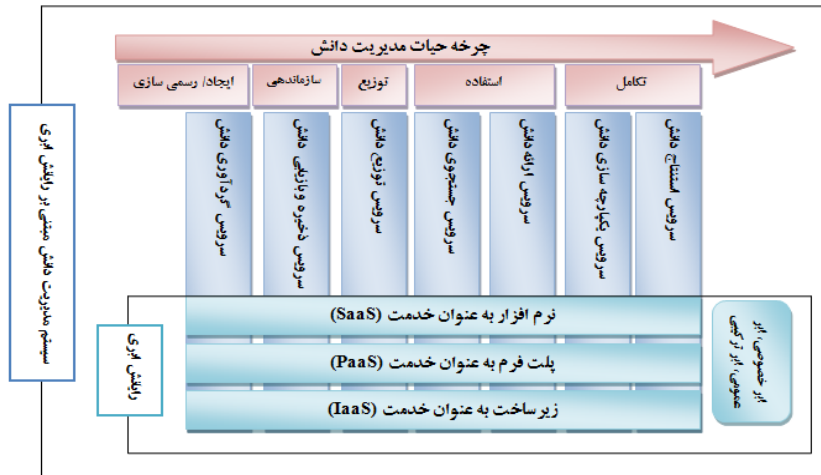 چرخه حیات مدیریت دانش
ایجاد/ رسمی سازی
سازماندهی
توزیع
استفاده
تکامل
سرویس گردآوری دانش
سرویس ذخیره و بازیابی دانش
سرویس توزیع دانش
سرویس جستجوی دانش
سرویس ارائه دانش
سرویس یکپارچه سازی دانش
سرویس استنتاج دانش
سیستم مدیریت دانش مبتنی بر رایانش ابری
رایانش ابری
نرم افزار به عنوان خدمت (SaaS)
پلت فرم به عنوان خدمت (PaaS)
زیرساخت به عنوان خدمت (IaaS)
ابر خصوصی، ابر
عمومی، ابر ترکیبی